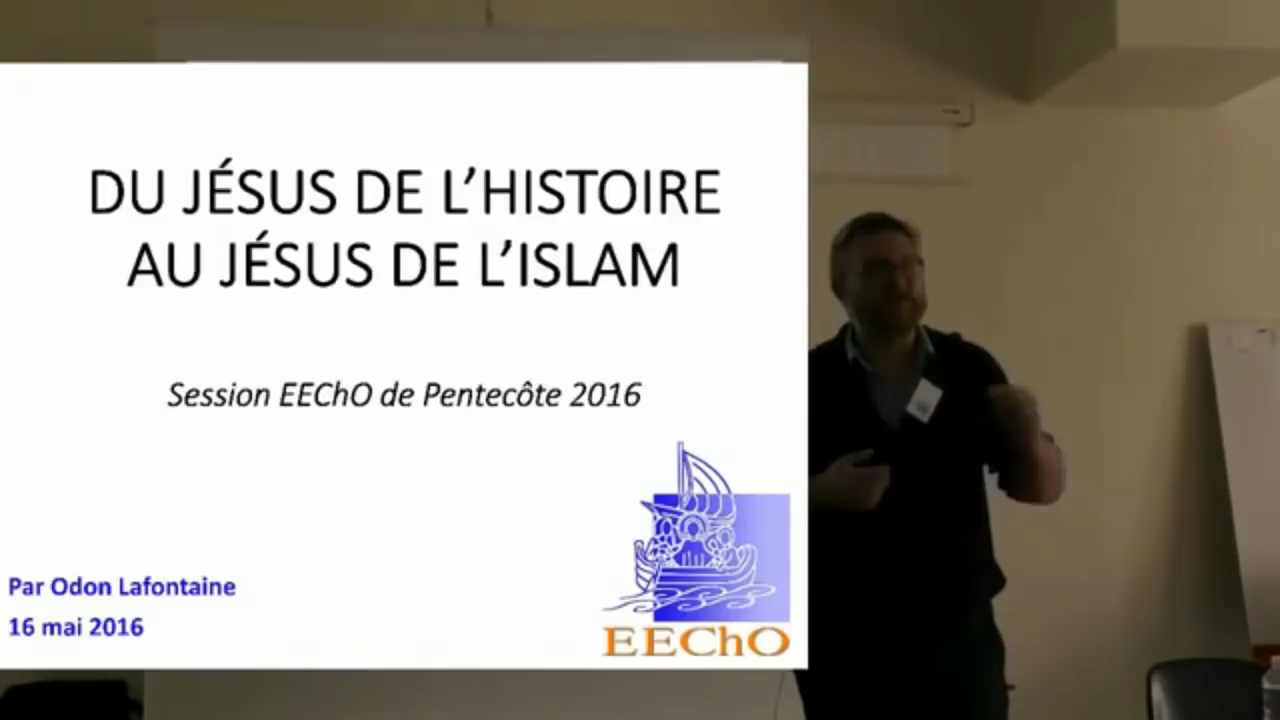 DU JÉSUS DE L’HISTOIRE
AU JÉSUS DE L’ISLAM
Session EEChO de Pentecôte 2016
Par Odon Lafontaine
16 mai 2016
EEChO